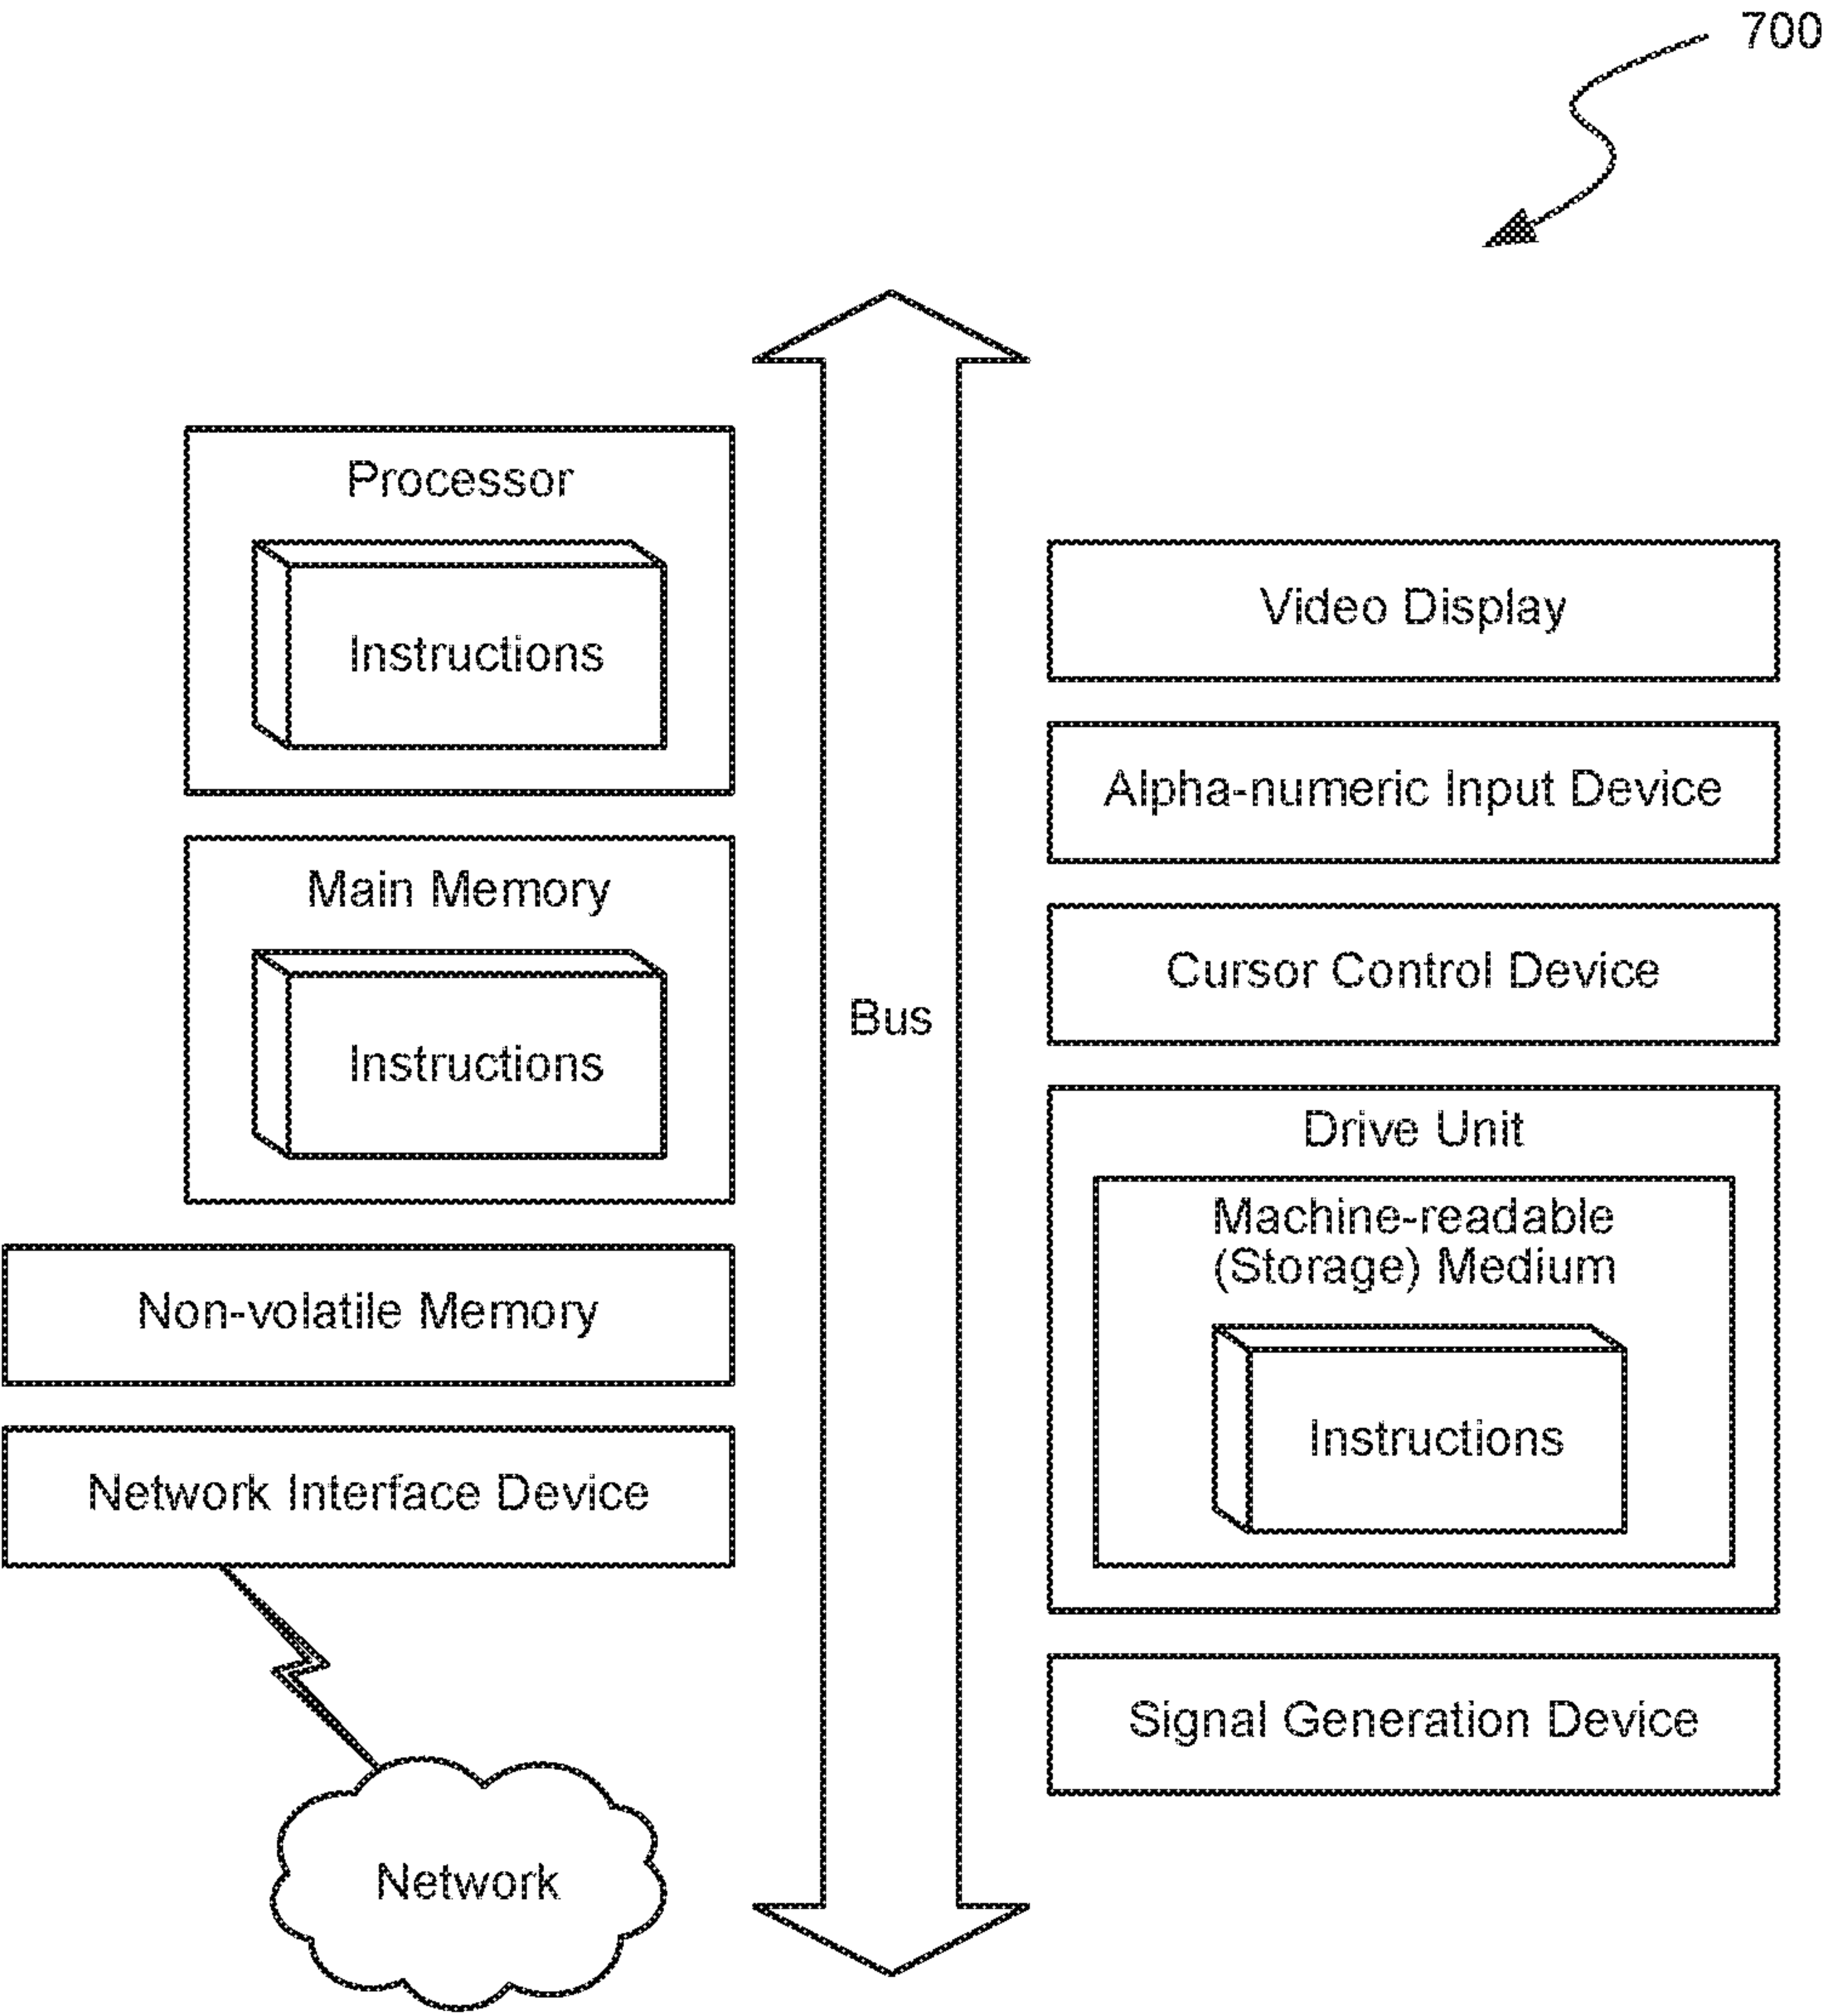 700
Processor
Instructions
Main Memory
Instructions
Non-volatile Memory
Network Interface Device
Network
Bus
Video Display
Alpha-numeric Input Device
Cursor Control Device
Drive Unit
Machine-readable
(Storage) Medium
Instructions
Signal Generation Device